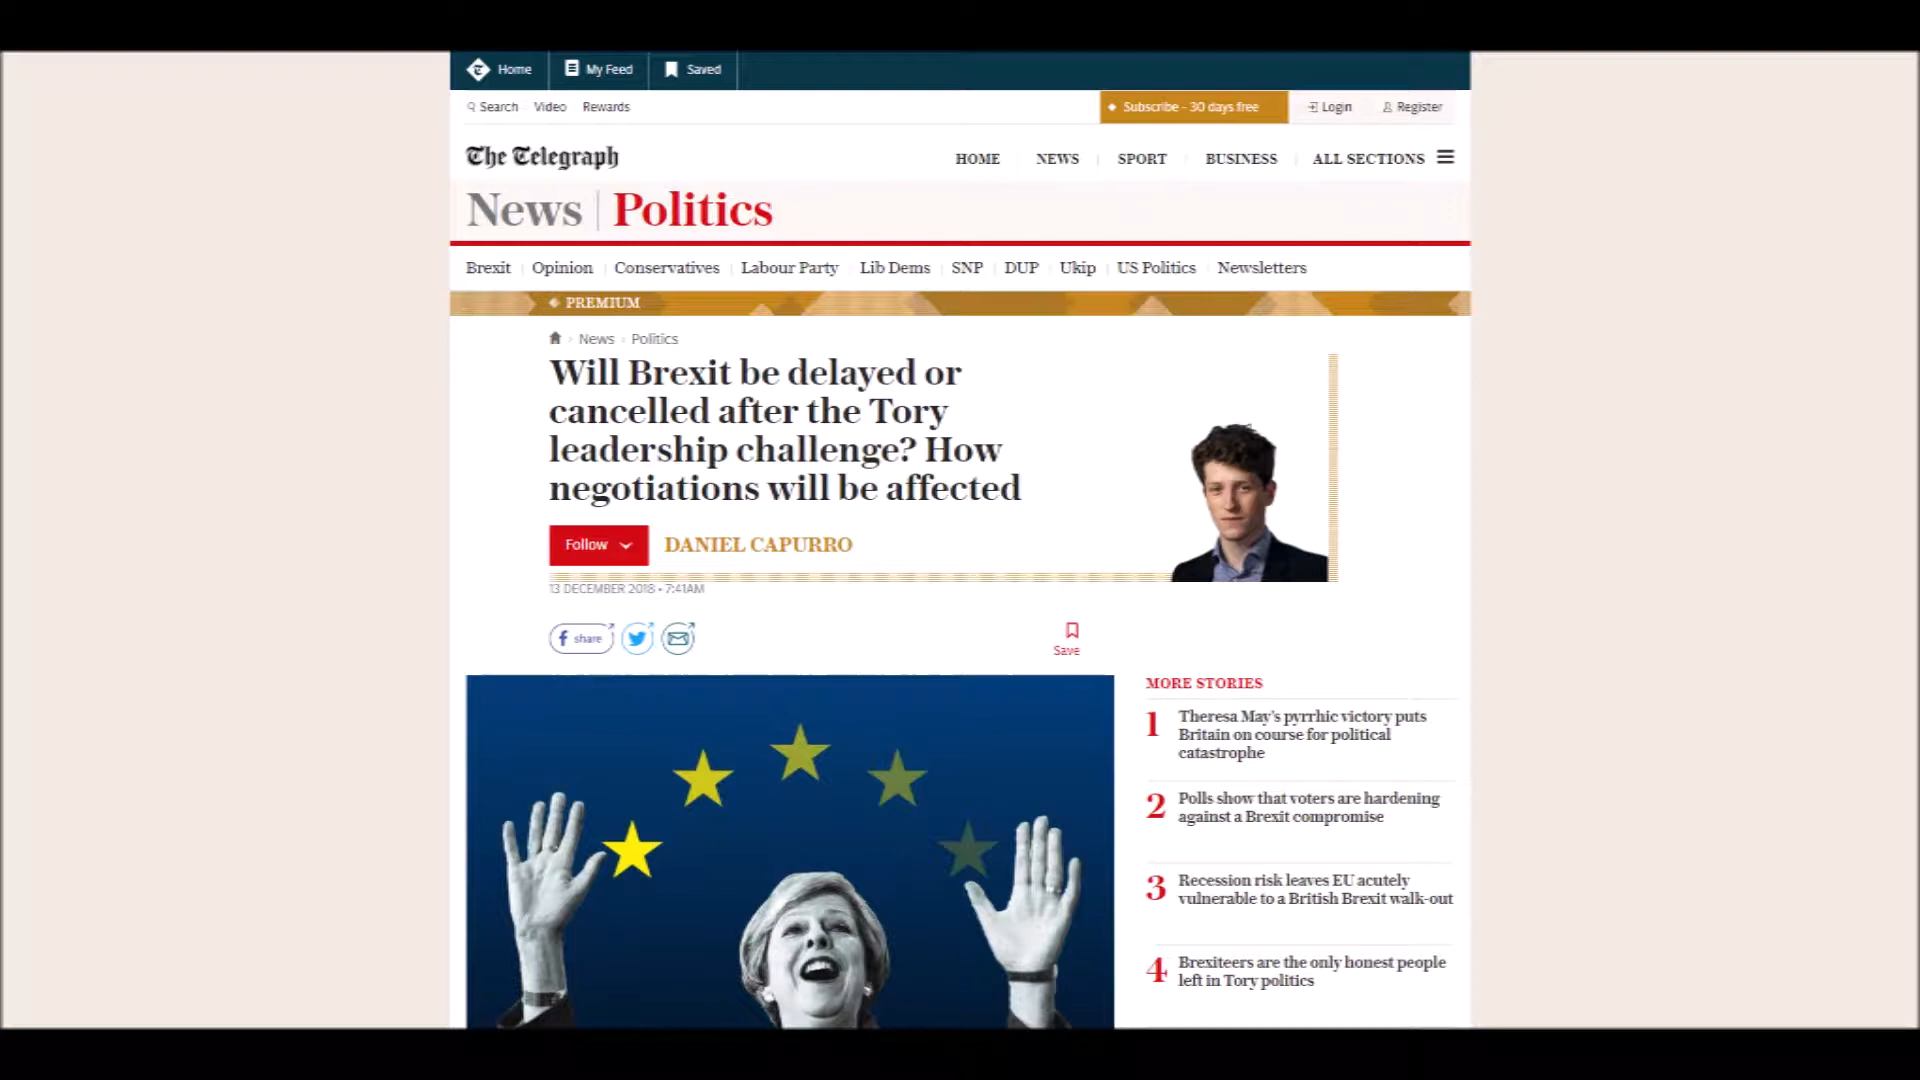 Home My Feed Saved
Search Video Rewards Subscribe - 30 days free Login Register
The Telegraph HOME NEWS SPORT BUSINESS ALL SECTIONS
News Politics
Brexit Opinion Conservatives Labour Party Lib Dems SNP DUP Ukip US Politics Newsletters
PREMIUM
News Politics
Will Brexit be delayed or
cancelled after the Tory
leadership challenge? How
negotiations will be affected
Follow DANIEL CAPURRO
13 DECEMBER 2018 • 7:41AM
f share
Save
MORE STORIES
1 Theresa May's pyrrhic victory puts
Britain on course for political
catastrophe
2 Polls show that voters are hardening
against a Brexit compromise
3 Recession risk leaves EU acutely
vulnerable to a British Brexit walk-out
4 Brexiteers are the only honest people
left in Tory politics